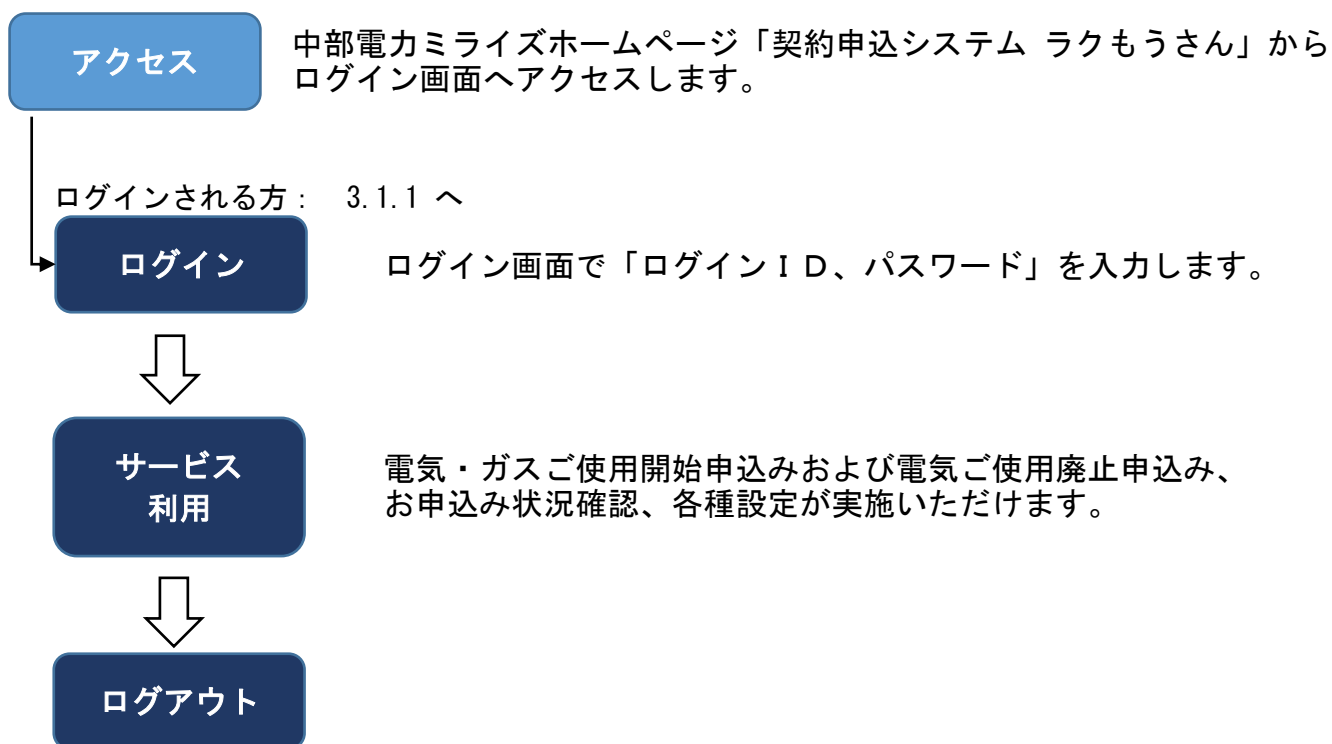 アクセス
中部電力ミライズホームページ「契約申込システム ラクもうさん」から
ログイン画面へアクセスします。
ログインされる方： 3.1.1 へ
ログイン
ログイン画面で「ログインＩＤ、パスワード」を入力します。
サービス
利用
電気・ガスご使用開始申込みおよび電気ご使用廃止申込み、
お申込み状況確認、各種設定が実施いただけます。
ログアウト